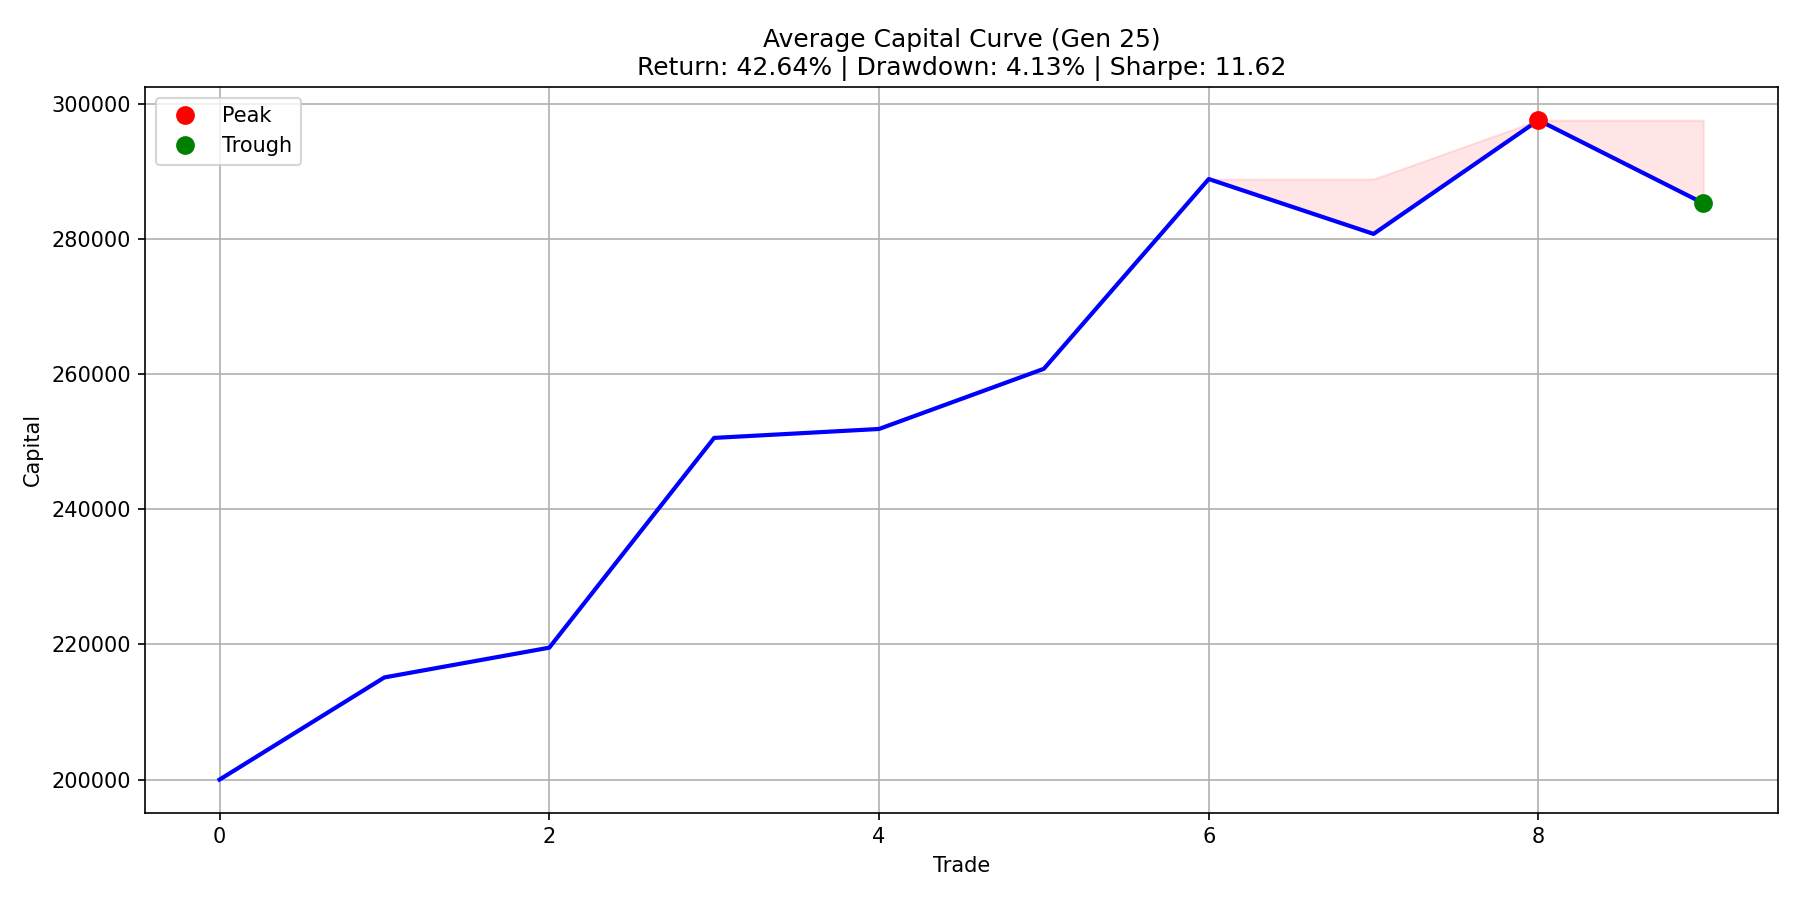 Average Capital Curve (Gen 25)
Return: 42.64% | Drawdown: 4.13% | Sharpe: 11.62
Peak
Trough
300000
280000
260000
240000
220000
200000
Capital
0 2 4 6 8
Trade